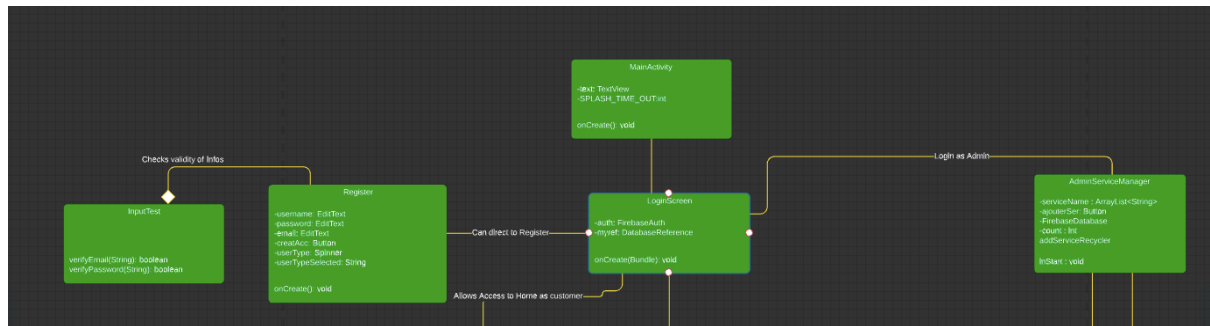 MainActivity
-text: TextView
-SPLASH_TIME_OUT:int
onCreate(): void
Checks validity of Infos
InputTest
verifyEmail(String): boolean
verifyPassword(String): boolean
Register
-username: EditText
-password: EditText
-email: EditText
-creatAcc: Button
-userType: Spinner
-userTypeSelected: String
onCreate(): void
Can direct to Register
LoginScreen
-auth: FirebaseAuth
-myref: DatabaseReference
onCreate(Bundle): void
Allows Access to Home as customer
Login as Admin
AdminServiceManager
-serviceName : ArrayList<String>
-ajouterSer: Button
-FirebaseDatabase
-count : Int
addServiceRecycler
: void